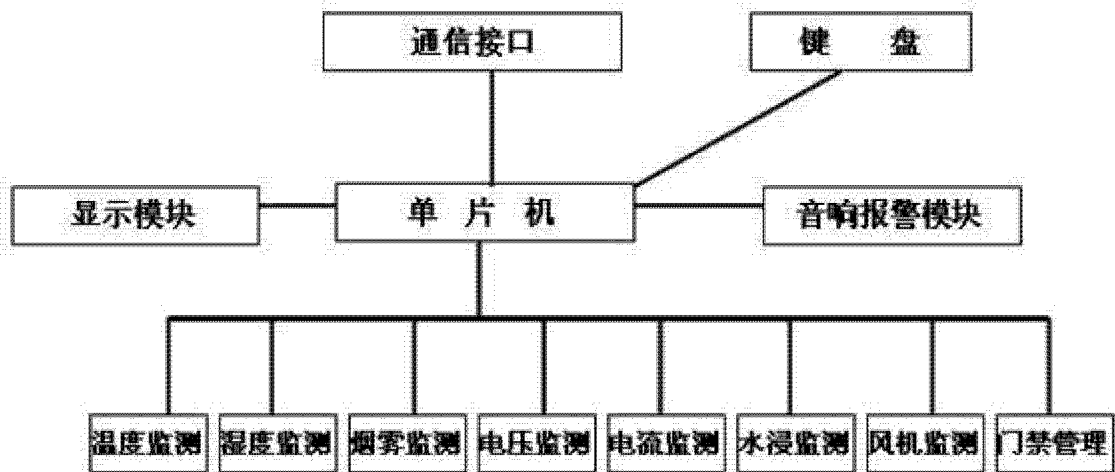 通信接口
键 盘
显示模块
单 片 机
音响报警模块
温度监测
湿度监测
烟雾监测
电压监测
电流监测
水浸监测
风机监测
门禁管理